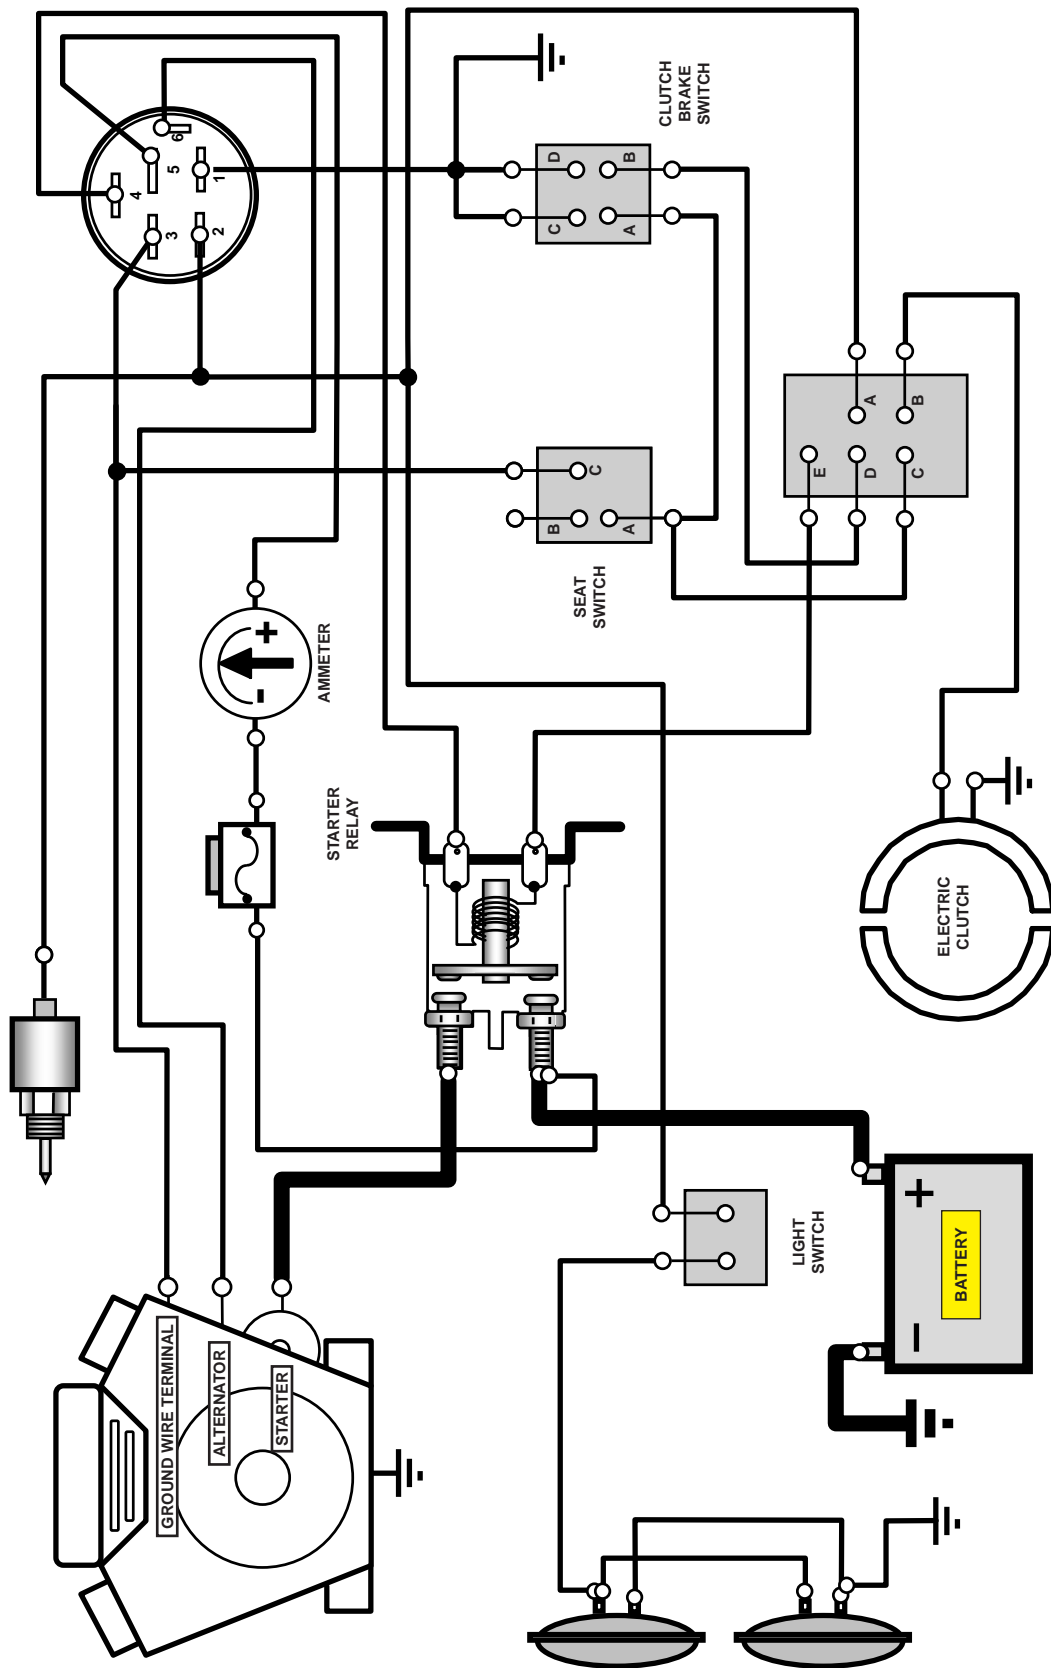 CLUTCH
BRAKE
SWITCH
D
B
C
A
6
5
1
4
3
2
A
B
E
D
C
C
B
A
SEAT
SWITCH
+
-
AMMETER
STARTER
RELAY
ELECTRIC
CLUTCH
LIGHT
SWITCH
+
BATTERY
-
GROUND WIRE TERMINAL
ALTERNATOR
STARTER